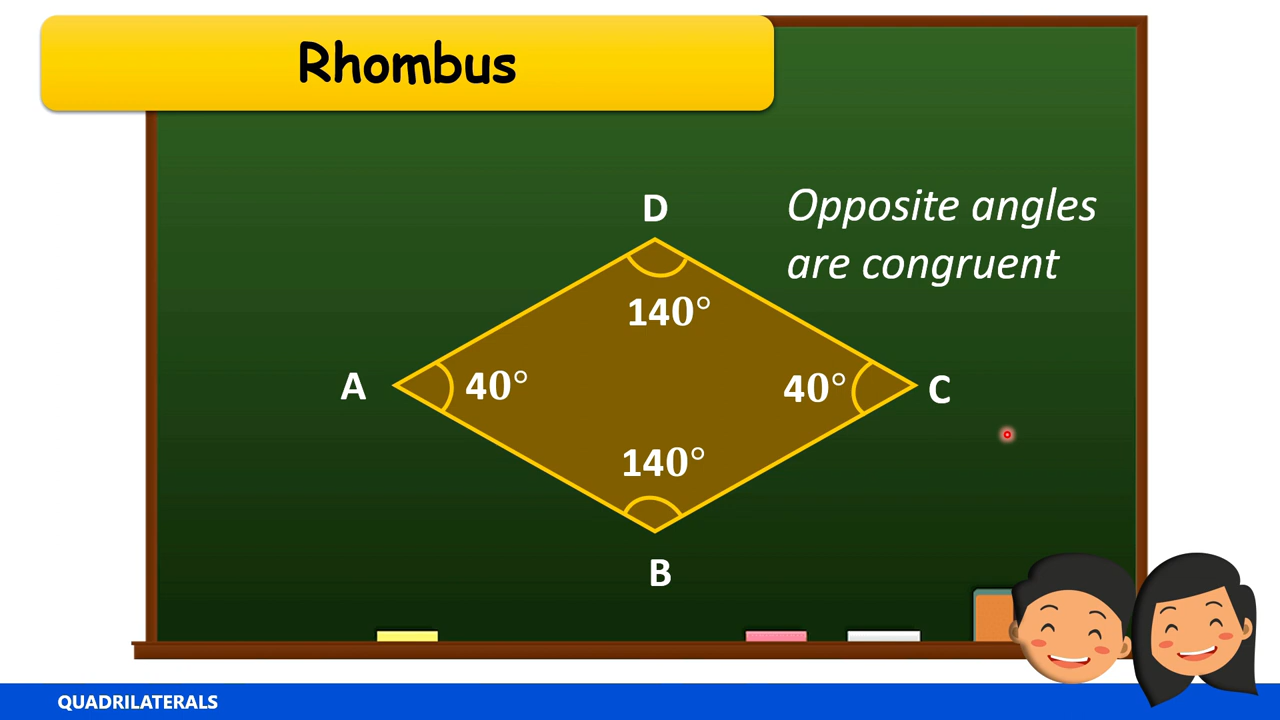 Rhombus
D
Opposite angles
are congruent
140°
A
40°
40°
C
140°
B
QUADRILATERALS